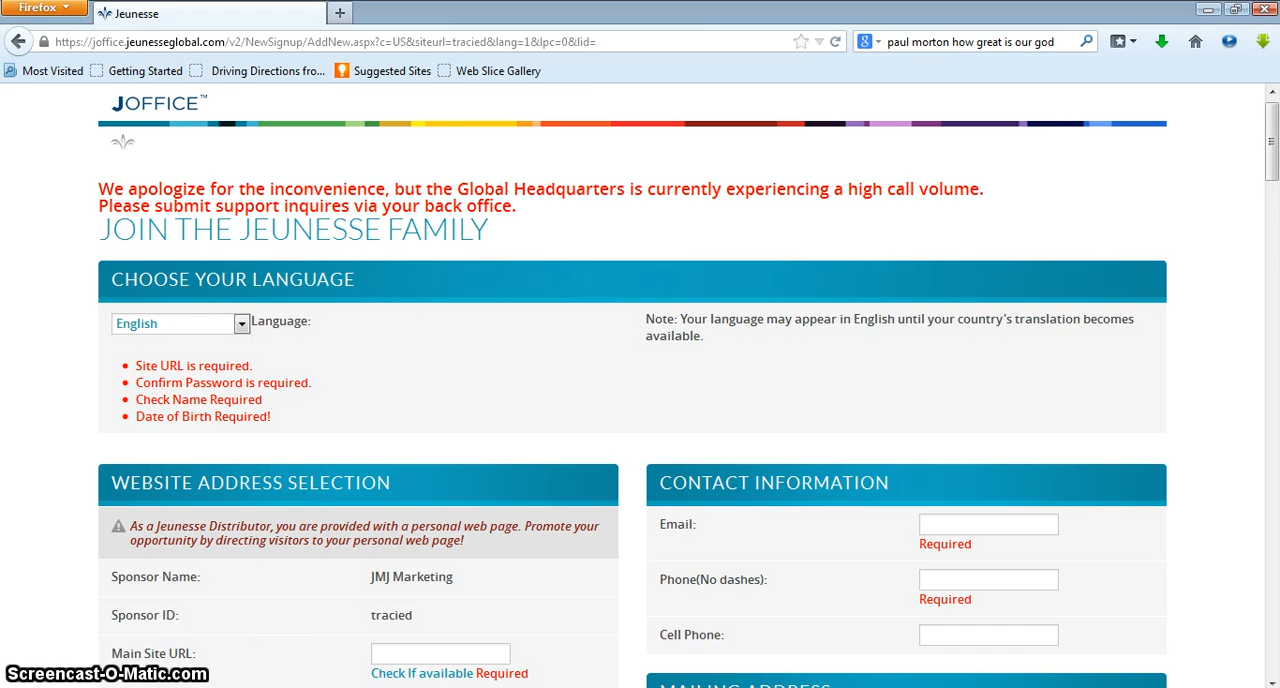 Firefox
Jeunesse
https://joffice.jeunesseglobal.com/v2/NewSignup/AddNew.aspx?c=US&siteurl=tracied&lang=1&lpc=0&lid=
paul morton how great is our god
Most Visited
Getting Started
Driving Directions fro...
Suggested Sites
Web Slice Gallery
JOFFICE™
We apologize for the inconvenience, but the Global Headquarters is currently experiencing a high call volume.
Please submit support inquires via your back office.
JOIN THE JEUNESSE FAMILY
CHOOSE YOUR LANGUAGE
English
Language:
Note: Your language may appear in English until your country's translation becomes
available.
• Site URL is required.
• Confirm Password is required.
• Check Name Required
• Date of Birth Required!
WEBSITE ADDRESS SELECTION
As a Jeunesse Distributor, you are provided with a personal web page. Promote your
opportunity by directing visitors to your personal web page!
Sponsor Name: JMJ Marketing
Sponsor ID: tracied
Main Site URL:
Check If available Required
CONTACT INFORMATION
Email:
Required
Phone(No dashes):
Required
Cell Phone:
MAILING ADDRESS
Screencast-O-Matic.com